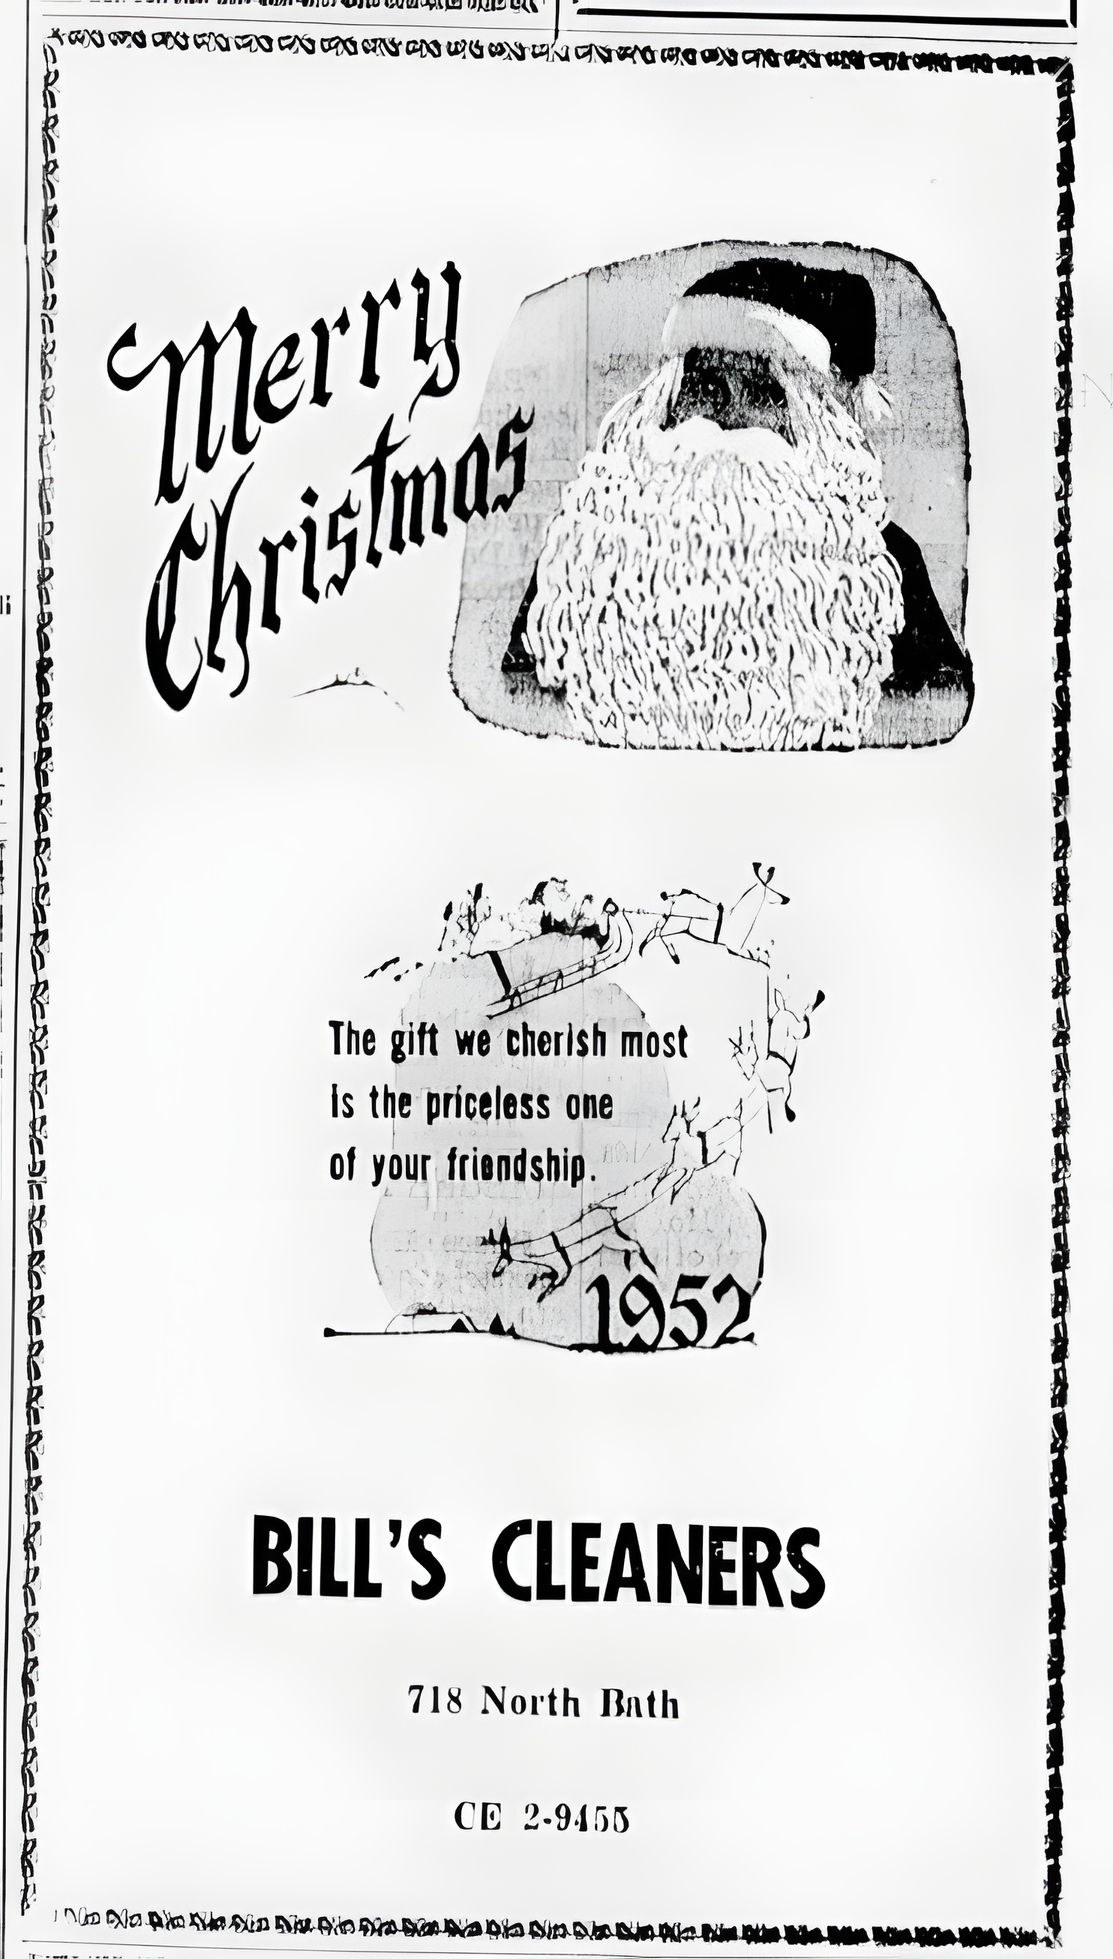 Merry
Christmas
The gift we cherish most
is the priceless one
of your friendship.
1952
BILL'S CLEANERS
718 North Bath
CE 2-9455